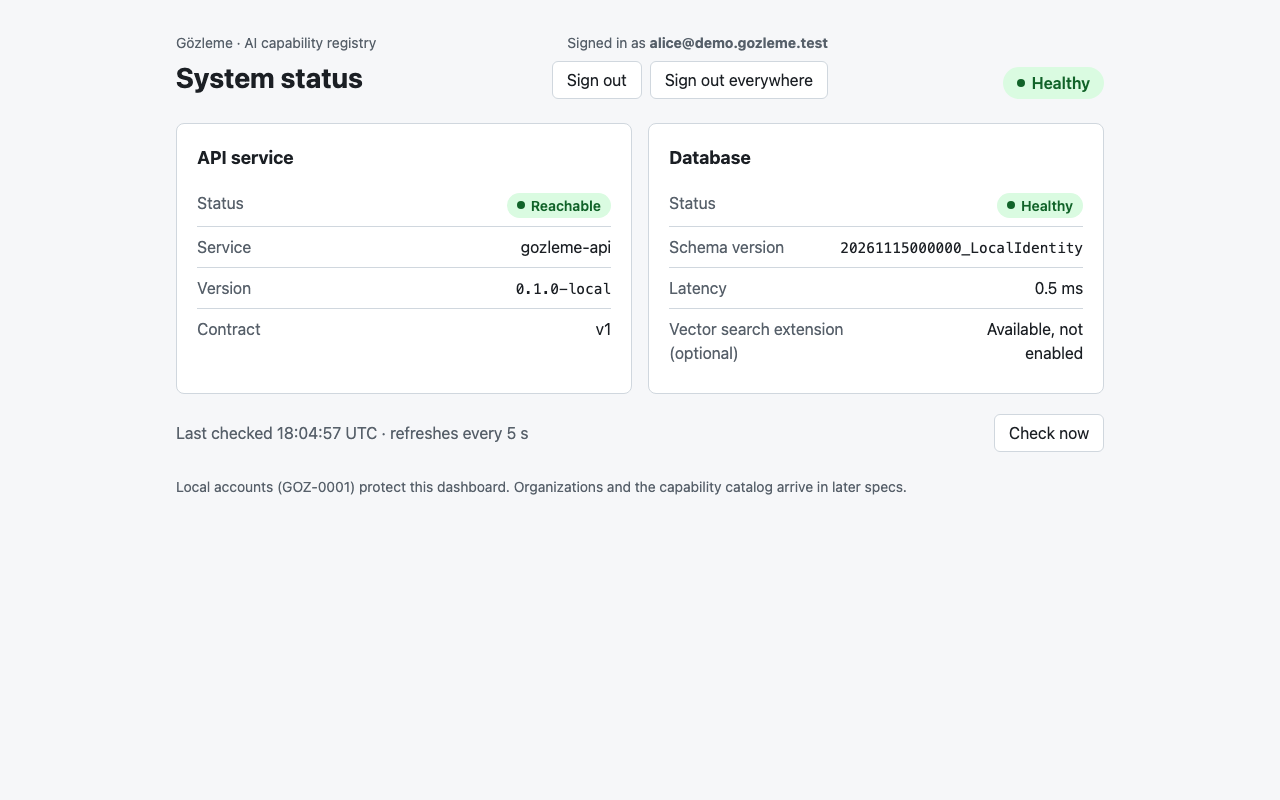 Gözleme · AI capability registry
System status
Signed in as alice@demo.gozleme.test
Sign out
Sign out everywhere
Healthy
API service
Status
Reachable
Service
gozleme-api
Version
0.1.0-local
Contract
v1
Database
Status
Healthy
Schema version
20261115000000_LocalIdentity
Latency
0.5 ms
Vector search extension
(optional)
Available, not
enabled
Last checked 18:04:57 UTC · refreshes every 5 s
Check now
Local accounts (GOZ-0001) protect this dashboard. Organizations and the capability catalog arrive in later specs.